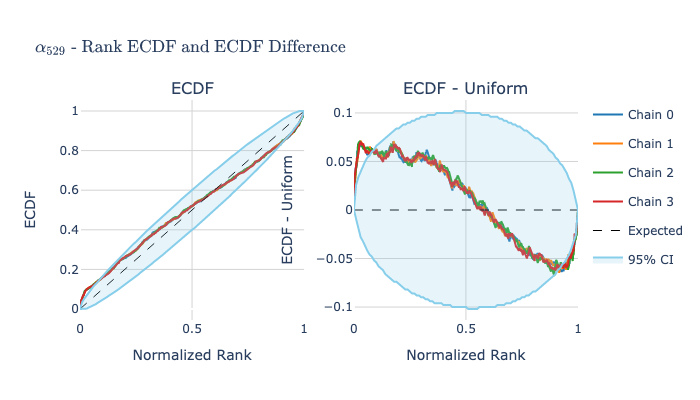 α529 - Rank ECDF and ECDF Difference
ECDF
ECDF - Uniform
1
0.8
0.6
0.4
0.2
0
ECDF
0
0.5
1
Normalized Rank
0.1
0.05
0
−0.05
−0.1
ECDF - Uniform
0
0.5
1
Normalized Rank
Chain 0
Chain 1
Chain 2
Chain 3
Expected
95% CI